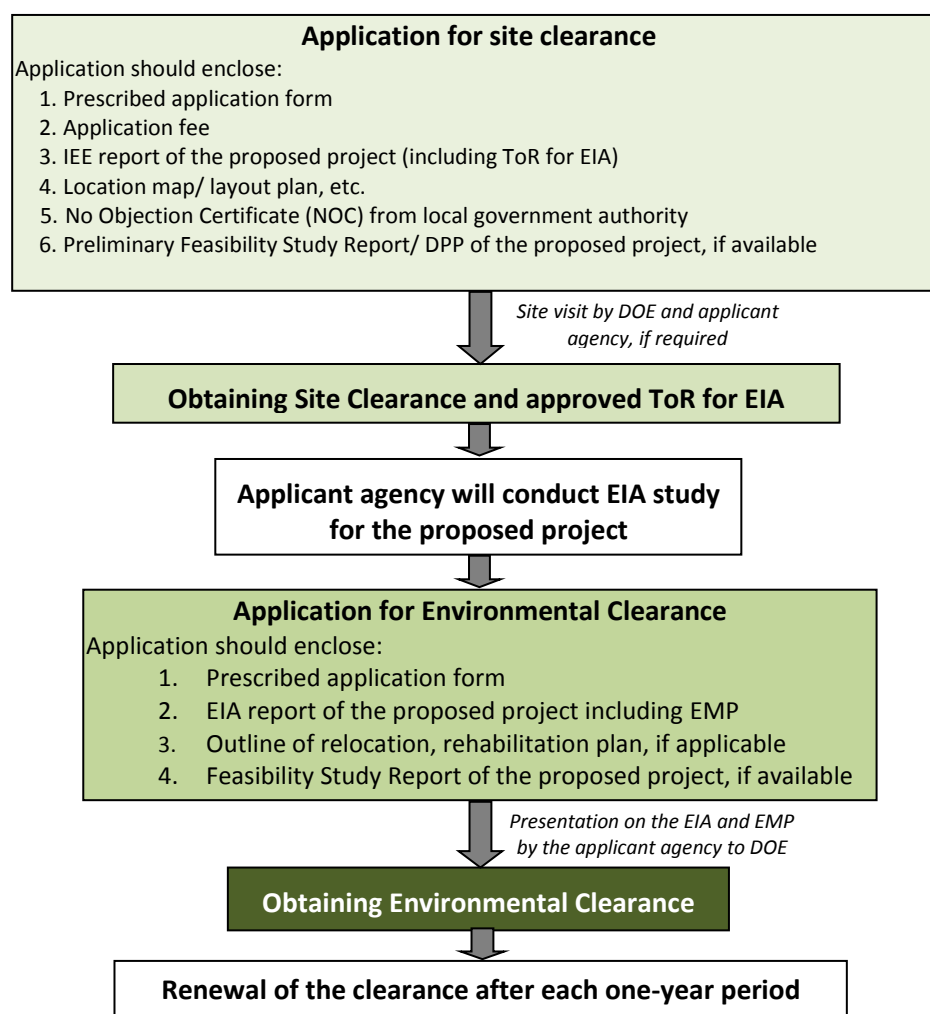 Application for site clearance
Application should enclose:
1. Prescribed application form
2. Application fee
3. IEE report of the proposed project (including ToR for EIA)
4. Location map/ layout plan, etc.
5. No Objection Certificate (NOC) from local government authority
6. Preliminary Feasibility Study Report/ DPP of the proposed project, if available
Site visit by DOE and applicant
agency, if required
Obtaining Site Clearance and approved ToR for EIA
Applicant agency will conduct EIA study
for the proposed project
Application for Environmental Clearance
Application should enclose:
1. Prescribed application form
2. EIA report of the proposed project including EMP
3. Outline of relocation, rehabilitation plan, if applicable
4. Feasibility Study Report of the proposed project, if available
Presentation on the EIA and EMP
by the applicant agency to DOE
Obtaining Environmental Clearance
Renewal of the clearance after each one-year period